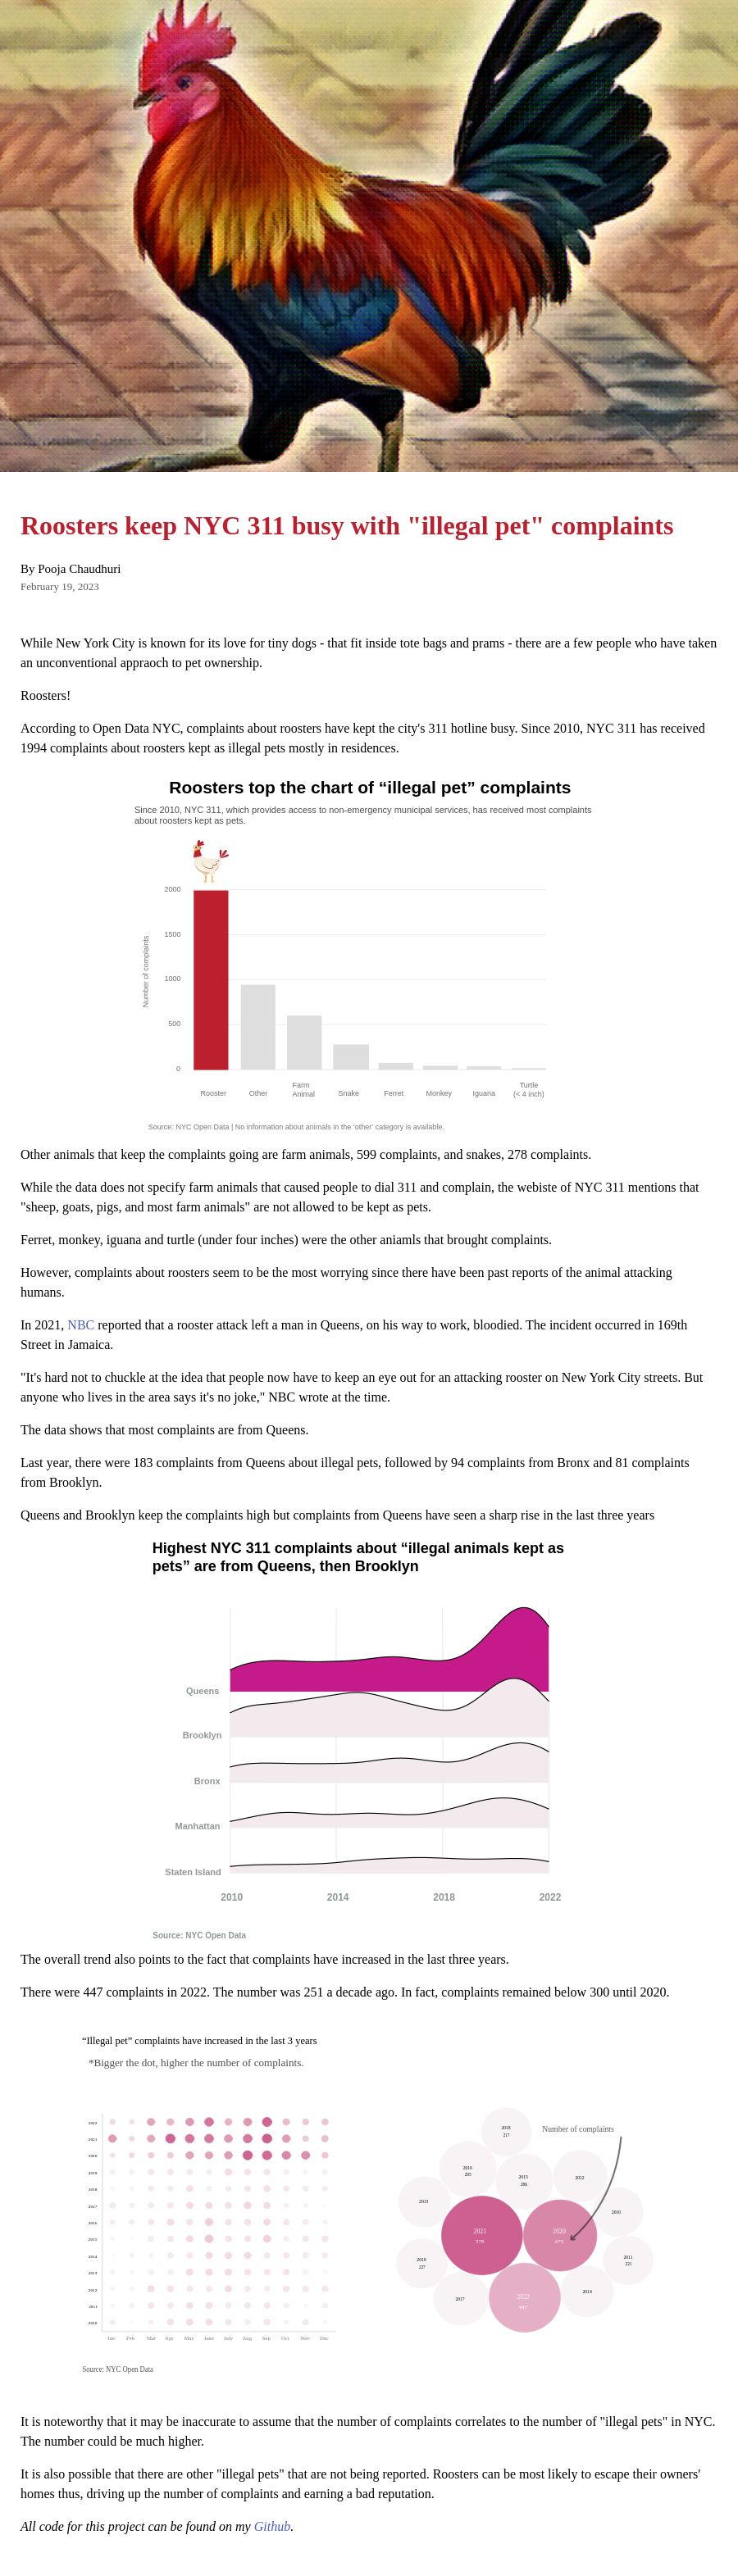 Roosters keep NYC 311 busy with "illegal pet" complaints
By Pooja Chaudhuri
February 19, 2023
While New York City is known for its love for tiny dogs - that fit inside tote bags and prams - there are a few people who have taken
an unconventional appraoch to pet ownership.
Roosters!
According to Open Data NYC, complaints about roosters have kept the city's 311 hotline busy. Since 2010, NYC 311 has received
1994 complaints about roosters kept as illegal pets mostly in residences.
Roosters top the chart of “illegal pet” complaints
Since 2010, NYC 311, which provides access to non-emergency municipal services, has received most complaints
about roosters kept as pets.
2000
1500
1000
500
0
Number of complaints
Rooster Other Farm Animal Snake Ferret Monkey Iguana Turtle (< 4 inch)
Source: NYC Open Data | No information about animals in the 'other' category is available.
Other animals that keep the complaints going are farm animals, 599 complaints, and snakes, 278 complaints.
While the data does not specify farm animals that caused people to dial 311 and complain, the webiste of NYC 311 mentions that
"sheep, goats, pigs, and most farm animals" are not allowed to be kept as pets.
Ferret, monkey, iguana and turtle (under four inches) were the other aniamls that brought complaints.
However, complaints about roosters seem to be the most worrying since there have been past reports of the animal attacking
humans.
In 2021, NBC reported that a rooster attack left a man in Queens, on his way to work, bloodied. The incident occurred in 169th
Street in Jamaica.
"It's hard not to chuckle at the idea that people now have to keep an eye out for an attacking rooster on New York City streets. But
anyone who lives in the area says it's no joke," NBC wrote at the time.
The data shows that most complaints are from Queens.
Last year, there were 183 complaints from Queens about illegal pets, followed by 94 complaints from Bronx and 81 complaints
from Brooklyn.
Queens and Brooklyn keep the complaints high but complaints from Queens have seen a sharp rise in the last three years
Highest NYC 311 complaints about “illegal animals kept as
pets” are from Queens, then Brooklyn
Queens
Brooklyn
Bronx
Manhattan
Staten Island
2010 2014 2018 2022
Source: NYC Open Data
The overall trend also points to the fact that complaints have increased in the last three years.
There were 447 complaints in 2022. The number was 251 a decade ago. In fact, complaints remained below 300 until 2020.
“Illegal pet” complaints have increased in the last 3 years
*Bigger the dot, higher the number of complaints.
2022
2021
2020
2019
2018
2017
2016
2015
2014
2013
2012
2011
2010
Jan Feb Mar Apr May June July Aug Sep Oct Nov Dec
Number of complaints
2018
217
2016
285
2015
286
2012
2013
2010
2021
579
2020
475
2019
227
2011
221
2022
447
2017
2014
Source: NYC Open Data
It is noteworthy that it may be inaccurate to assume that the number of complaints correlates to the number of "illegal pets" in NYC.
The number could be much higher.
It is also possible that there are other "illegal pets" that are not being reported. Roosters can be most likely to escape their owners'
homes thus, driving up the number of complaints and earning a bad reputation.
All code for this project can be found on my Github.